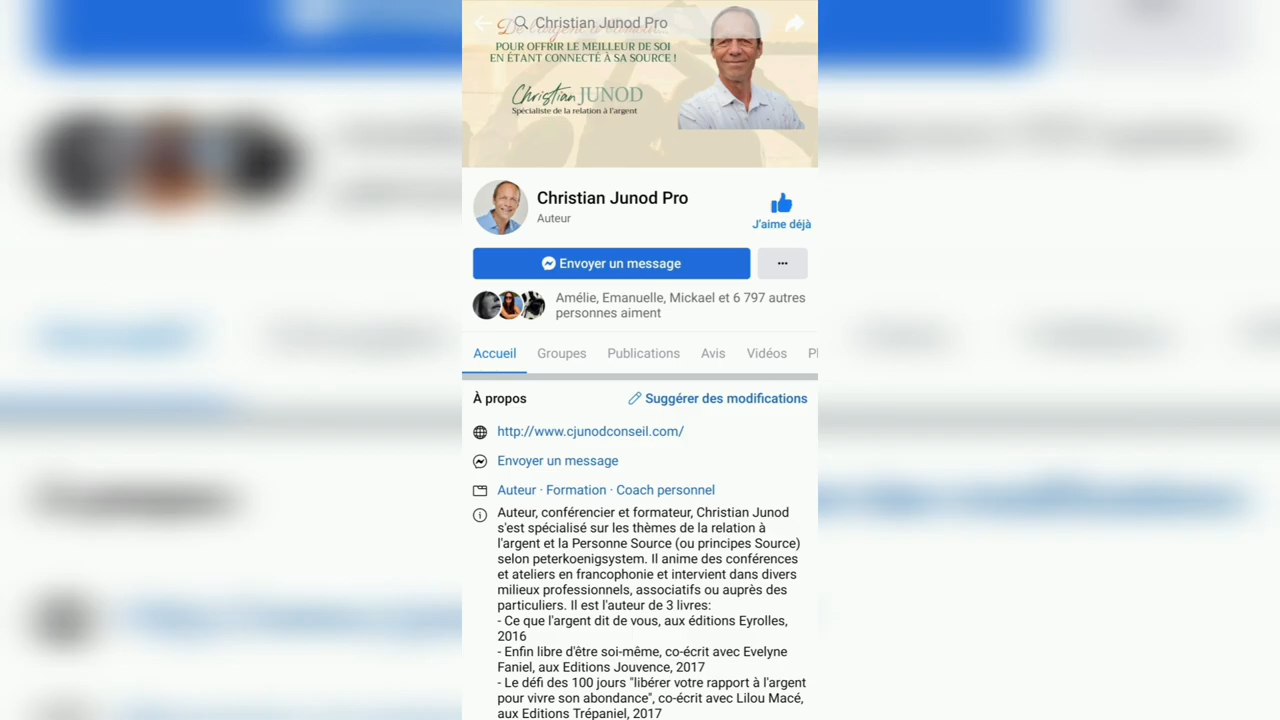 De l'argent à
Christian Junod Pro
POUR OFFRIR LE MEILLEUR DE SOI
EN ÉTANT CONNECTÉ À SA SOURCE !
Christian JUNOD
Spécialiste de la relation à l'argent
Christian Junod Pro
Auteur
J'aime déjà
Envoyer un message
Amélie, Emanuelle, Mickael et 6 797 autres
personnes aiment
Accueil Groupes Publications Avis Vidéos
À propos Suggérer des modifications
http://www.cjunodconseil.com/
Envoyer un message
Auteur · Formation · Coach personnel
Auteur, conférencier et formateur, Christian Junod
s'est spécialisé sur les thèmes de la relation à
l'argent et la Personne Source (ou principes Source)
selon peterkoenigsystem. Il anime des conférences
et ateliers en francophonie et intervient dans divers
milieux professionnels, associatifs ou auprès des
particuliers. Il est l'auteur de 3 livres:
- Ce que l'argent dit de vous, aux éditions Eyrolles,
2016
- Enfin libre d'être soi-même, co-écrit avec Evelyne
Faniel, aux Editions Jouvence, 2017
- Le défi des 100 jours "libérer votre rapport à l'argent
pour vivre son abondance", co-écrit avec Lilou Macé,
aux Editions Trépaniel, 2017